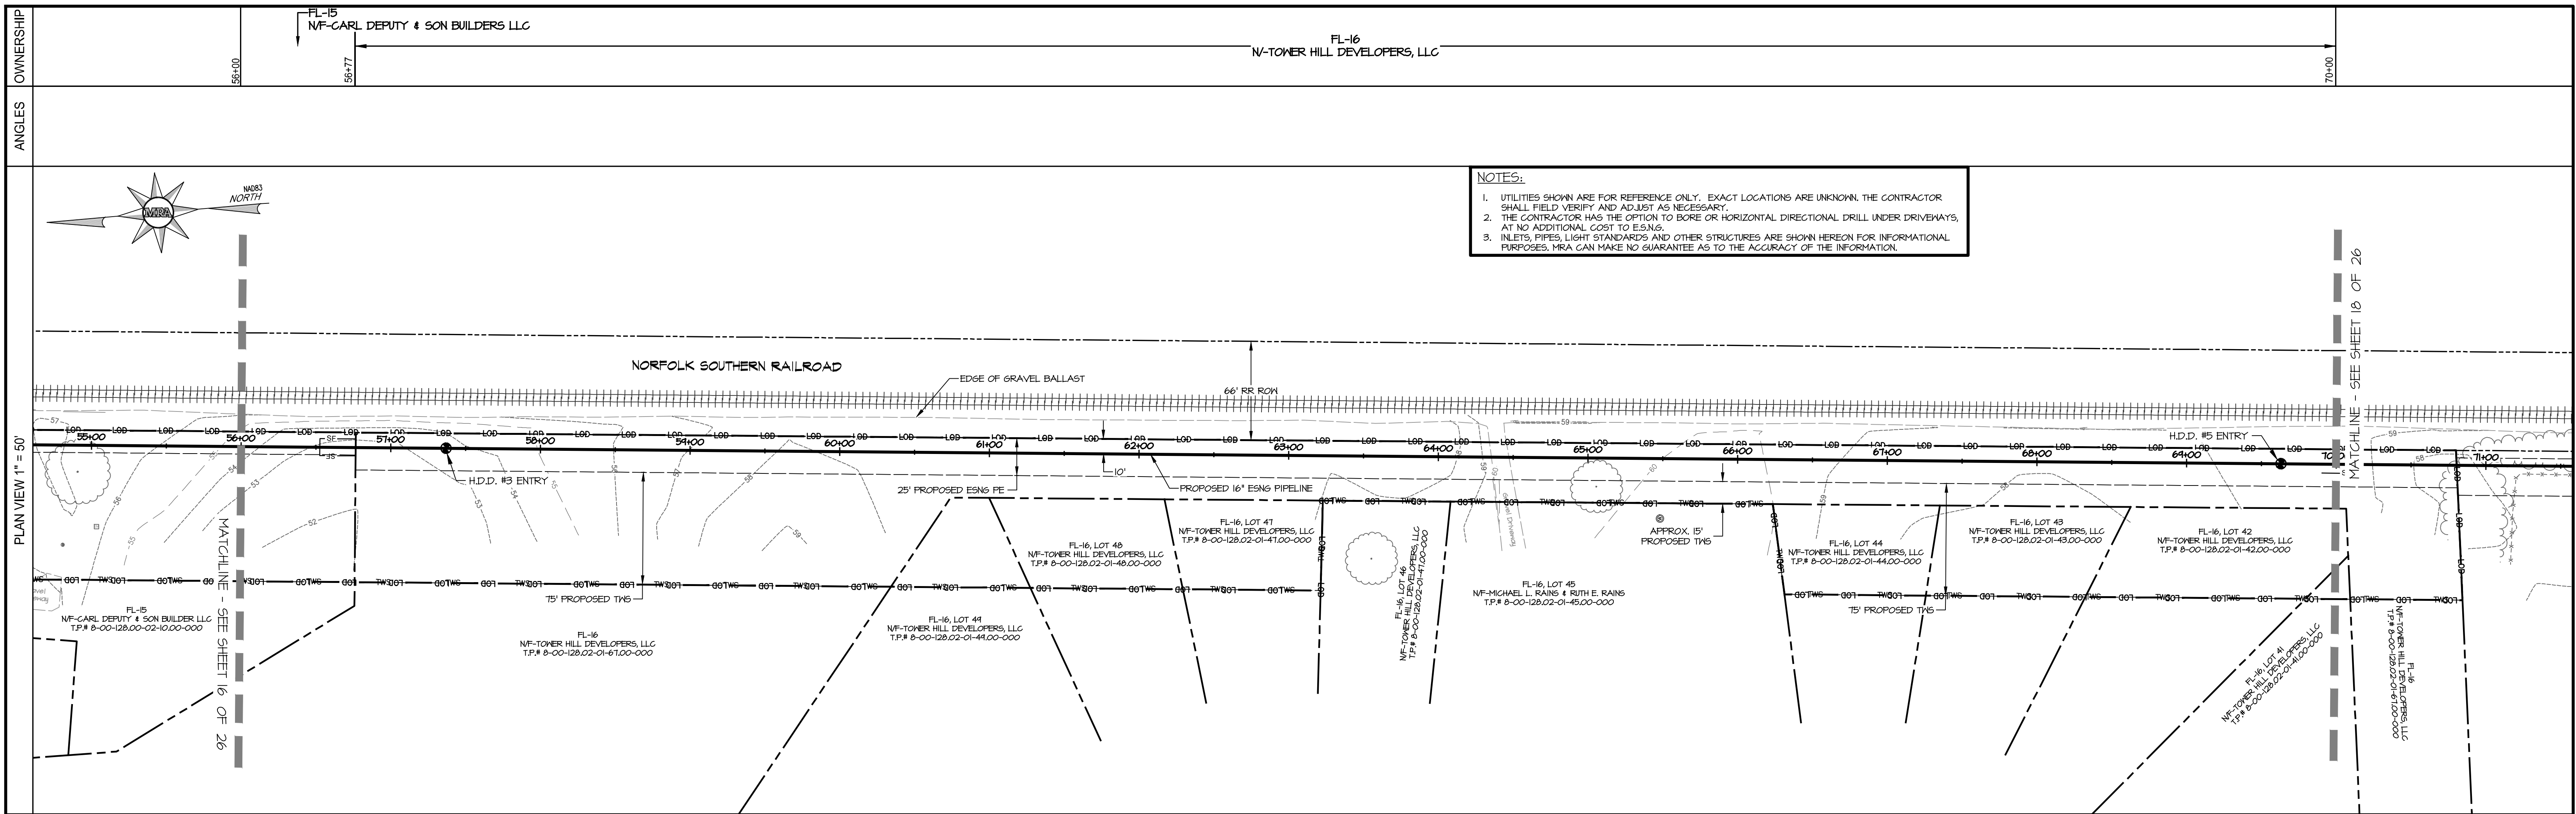 OWNERSHIP
FL-15
N/F-CARL DEPUTY & SON BUILDERS LLC
56+00
56+77
FL-16
N/-TOWER HILL DEVELOPERS, LLC
70+00
ANGLES
PLAN VIEW 1" = 50'
MRA
NAD83
NORTH
NOTES:
1. UTILITIES SHOWN ARE FOR REFERENCE ONLY. EXACT LOCATIONS ARE UNKNOWN. THE CONTRACTOR
SHALL FIELD VERIFY AND ADJUST AS NECESSARY.
2. THE CONTRACTOR HAS THE OPTION TO BORE OR HORIZONTAL DIRECTIONAL DRILL UNDER DRIVEWAYS,
AT NO ADDITIONAL COST TO E.S.N.G.
3. INLETS, PIPES, LIGHT STANDARDS AND OTHER STRUCTURES ARE SHOWN HEREON FOR INFORMATIONAL
PURPOSES. MRA CAN MAKE NO GUARANTEE AS TO THE ACCURACY OF THE INFORMATION.
MATCHLINE - SEE SHEET 16 OF 26
MATCHLINE - SEE SHEET 18 OF 26
NORFOLK SOUTHERN RAILROAD
EDGE OF GRAVEL BALLAST
66' RR ROW
55+00
56+00
57+00
58+00
59+00
60+00
61+00
62+00
63+00
64+00
65+00
66+00
67+00
68+00
69+00
71+00
H.D.D. #3 ENTRY
H.D.D. #5 ENTRY
10'
25' PROPOSED ESNG PE
PROPOSED 16" ESNG PIPELINE
Gravel Driveway
APPROX. 15'
PROPOSED TWS
75' PROPOSED TWS
75' PROPOSED TWS
FL-15
N/F-CARL DEPUTY & SON BUILDER LLC
T.P.# 8-00-128.00-02-10.00-000
FL-16
N/F-TOWER HILL DEVELOPERS, LLC
T.P.# 8-00-128.02-01-67.00-000
FL-16, LOT 49
N/F-TOWER HILL DEVELOPERS, LLC
T.P.# 8-00-128.02-01-49.00-000
FL-16, LOT 48
N/F-TOWER HILL DEVELOPERS, LLC
T.P.# 8-00-128.02-01-48.00-000
FL-16, LOT 47
N/F-TOWER HILL DEVELOPERS, LLC
T.P.# 8-00-128.02-01-47.00-000
FL-16, LOT 46
N/F-TOWER HILL DEVELOPERS, LLC
T.P.# 8-00-128.02-01-47.00-000
FL-16, LOT 45
N/F-MICHAEL L. RAINS & RUTH E. RAINS
T.P.# 8-00-128.02-01-45.00-000
FL-16, LOT 44
N/F-TOWER HILL DEVELOPERS, LLC
T.P.# 8-00-128.02-01-44.00-000
FL-16, LOT 43
N/F-TOWER HILL DEVELOPERS, LLC
T.P.# 8-00-128.02-01-43.00-000
FL-16, LOT 42
N/F-TOWER HILL DEVELOPERS, LLC
T.P.# 8-00-128.02-01-42.00-000
FL-16, LOT 41
N/F-TOWER HILL DEVELOPERS, LLC
T.P.# 8-00-128.02-01-41.00-000
FL-16
N/F-TOWER HILL DEVELOPERS, LLC
T.P.# 8-00-128.02-01-67.00-000